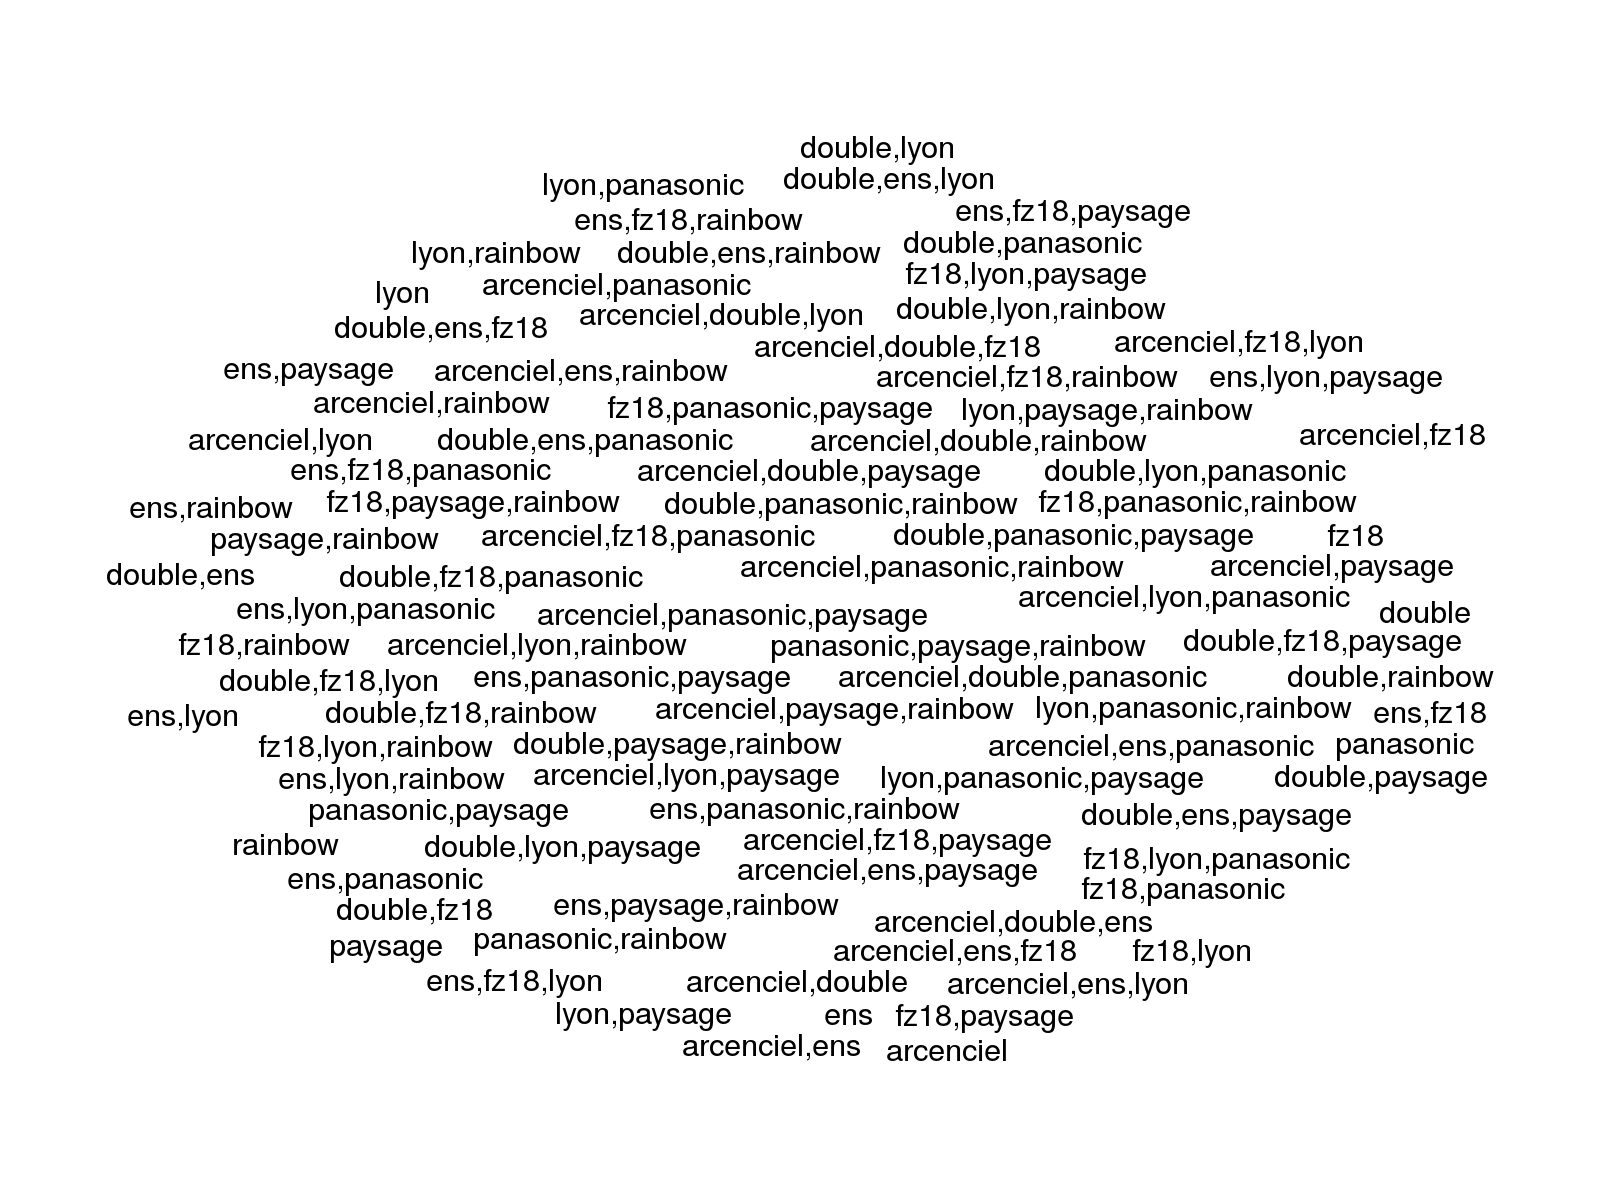 double,lyon
lyon,panasonic double,ens,lyon
ens,fz18,rainbow ens,fz18,paysage
lyon,rainbow double,ens,rainbow double,panasonic
lyon arcenciel,panasonic fz18,lyon,paysage
double,ens,fz18 arcenciel,double,lyon double,lyon,rainbow
arcenciel,double,fz18 arcenciel,fz18,lyon
ens,paysage arcenciel,ens,rainbow arcenciel,fz18,rainbow ens,lyon,paysage
arcenciel,rainbow fz18,panasonic,paysage lyon,paysage,rainbow
arcenciel,lyon double,ens,panasonic arcenciel,double,rainbow arcenciel,fz18
ens,fz18,panasonic arcenciel,double,paysage double,lyon,panasonic
ens,rainbow fz18,paysage,rainbow double,panasonic,rainbow fz18,panasonic,rainbow
paysage,rainbow arcenciel,fz18,panasonic double,panasonic,paysage fz18
double,ens double,fz18,panasonic arcenciel,panasonic,rainbow arcenciel,paysage
ens,lyon,panasonic arcenciel,panasonic,paysage arcenciel,lyon,panasonic double
fz18,rainbow arcenciel,lyon,rainbow panasonic,paysage,rainbow double,fz18,paysage
double,fz18,lyon ens,panasonic,paysage arcenciel,double,panasonic double,rainbow
ens,lyon double,fz18,rainbow arcenciel,paysage,rainbow lyon,panasonic,rainbow ens,fz18
fz18,lyon,rainbow double,paysage,rainbow arcenciel,ens,panasonic panasonic
ens,lyon,rainbow arcenciel,lyon,paysage lyon,panasonic,paysage double,paysage
panasonic,paysage ens,panasonic,rainbow double,ens,paysage
rainbow double,lyon,paysage arcenciel,fz18,paysage fz18,lyon,panasonic
ens,panasonic arcenciel,ens,paysage fz18,panasonic
double,fz18 ens,paysage,rainbow arcenciel,double,ens
paysage panasonic,rainbow arcenciel,ens,fz18 fz18,lyon
ens,fz18,lyon arcenciel,double arcenciel,ens,lyon
lyon,paysage ens fz18,paysage
arcenciel,ens arcenciel